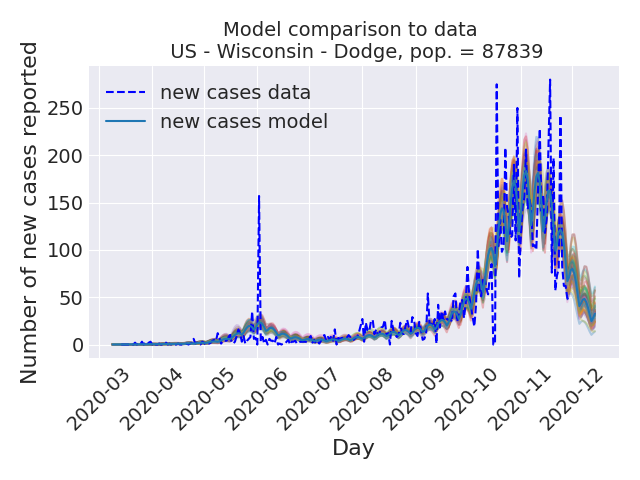 Model comparison to data
US - Wisconsin - Dodge, pop. = 87839
Number of new cases reported
250
200
150
100
50
0
new cases data
new cases model
2020-03
2020-04
2020-05
2020-06
2020-07
2020-08
2020-09
2020-10
2020-11
2020-12
Day